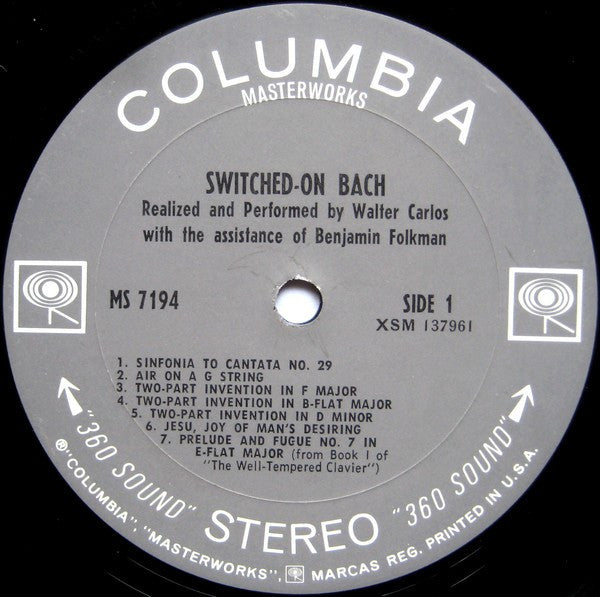 COLUMBIA
MASTERWORKS
SWITCHED-ON BACH
Realized and Performed by Walter Carlos
with the assistance of Benjamin Folkman
MS 7194
SIDE 1
XSM 137961
1. SINFONIA TO CANTATA NO. 29
2. AIR ON A G STRING
3. TWO-PART INVENTION IN F MAJOR
4. TWO-PART INVENTION IN B-FLAT MAJOR
5. TWO-PART INVENTION IN D MINOR
6. JESU, JOY OF MAN'S DESIRING
7. PRELUDE AND FUGUE NO. 7 IN
E-FLAT MAJOR (from Book I of
"The Well-Tempered Clavier")
"360 SOUND" STEREO "360 SOUND"
®"COLUMBIA", "MASTERWORKS", MARCAS REG. PRINTED IN U.S.A.